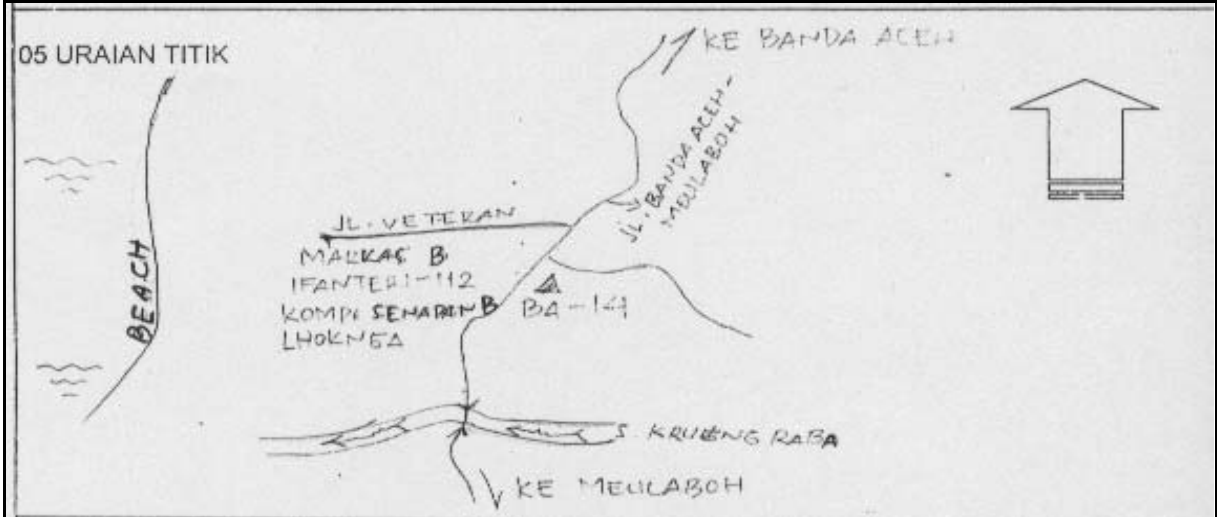 05 URAIAN TITIK
KE BANDA ACEH
JL. BANDA ACEH -
MEULABOH
JL. VETERAN
MARKAS B
IFANTERI-112
KOMPI SENAPAN B
LHOKNGA
BA-14
BEACH
S. KRUENG RABA
KE MEULABOH